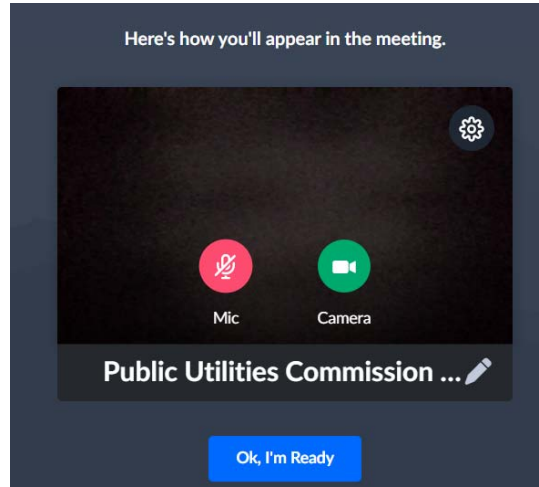 Here's how you'll appear in the meeting.
Mic
Camera
Public Utilities Commission ...
Ok, I'm Ready